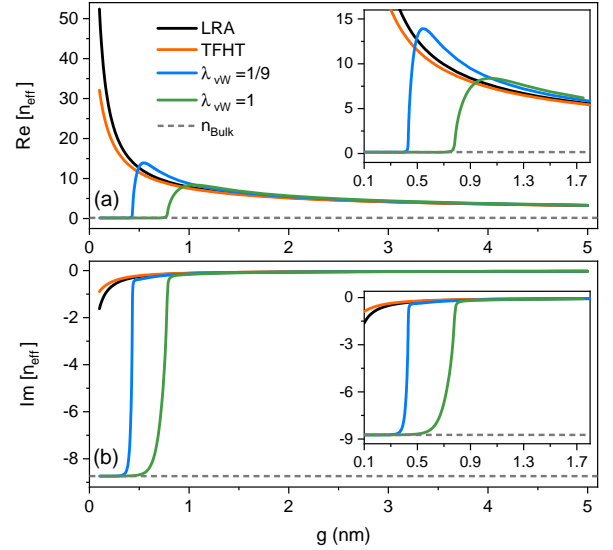 50
40
30
20
10
0
Re [n_eff]
LRA
TFHT
λ_vW =1/9
λ_vW =1
n_Bulk
(a)
15
10
5
0
0.1 0.5 0.9 1.3 1.7
0 1 2 3 4 5
0
-2
-4
-6
-8
Im [n_eff]
(b)
0
-3
-6
-9
0.1 0.5 0.9 1.3 1.7
0 1 2 3 4 5
g (nm)